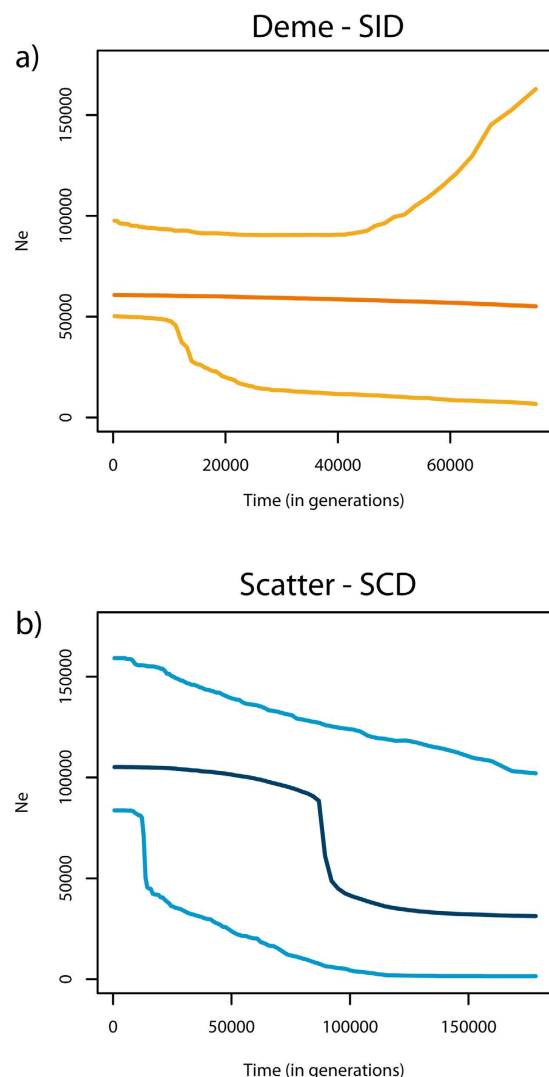 Deme - SID
a)
150000
100000
Ne
50000
0
0 20000 40000 60000
Time (in generations)
Scatter - SCD
b)
150000
100000
Ne
50000
0
0 50000 100000 150000
Time (in generations)